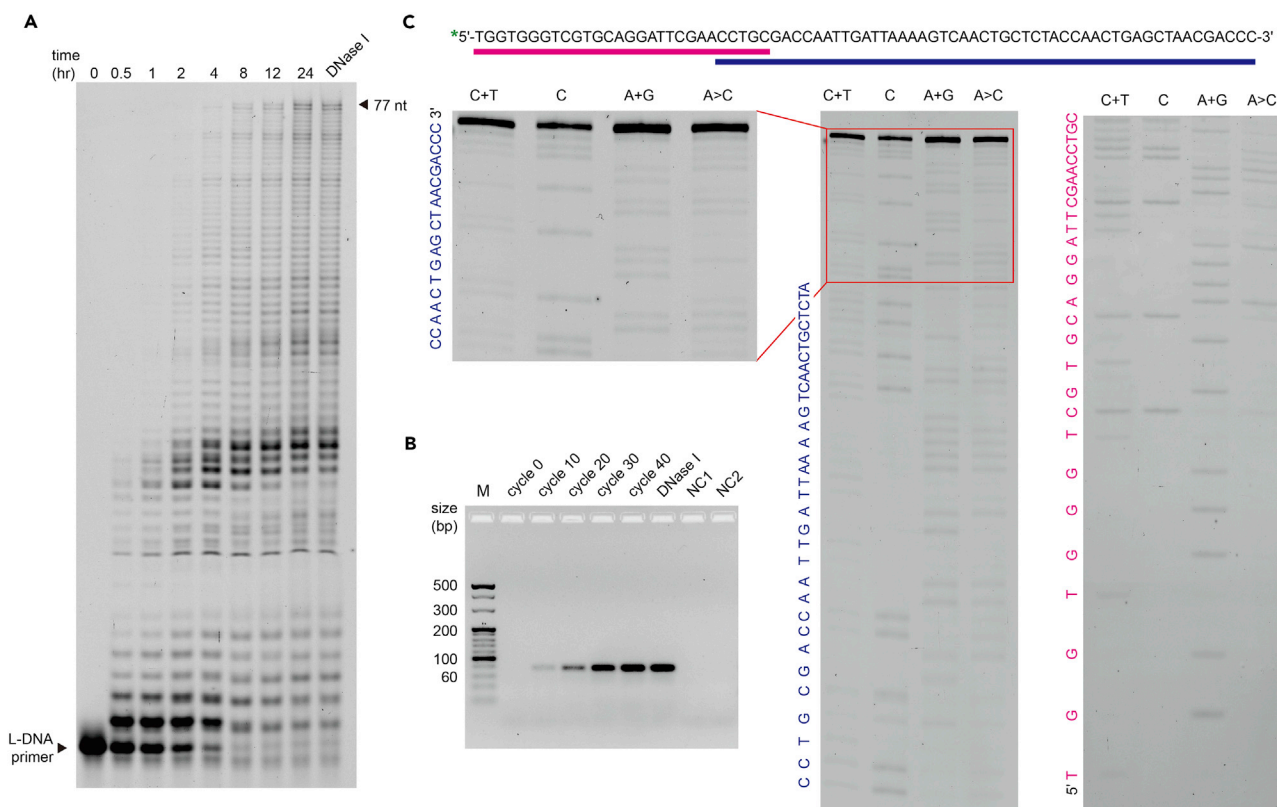 A
time
(hr)
0 0.5 1 2 4 8 12 24 DNase I
77 nt
L-DNA
primer
B
M cycle 0 cycle 10 cycle 20 cycle 30 cycle 40 DNase I NC1 NC2
size
(bp)
500
300
200
100
60
C
*5'-TGGTGGGTCGTGCAGGATTCGAACCTGCGACCAATTGATTAAAAGTCAACTGCTCTACCAACTGAGCTAACGACCC-3'
C+T C A+G A>C
CC AA C T G AG CT AACGACCC 3'
C+T C A+G A>C
C C T G C G A C C A A T T G A T T A A A A G T CAACTGCTCTA
C+T C A+G A>C
5' T G G T G G G T C G T G C A G G A T T CGAACCTGC